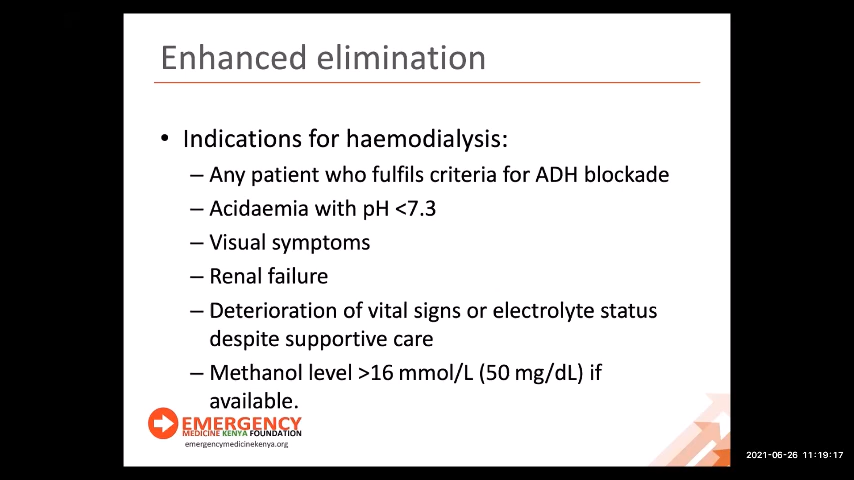 Enhanced elimination
• Indications for haemodialysis:
– Any patient who fulfils criteria for ADH blockade
– Acidaemia with pH <7.3
– Visual symptoms
– Renal failure
– Deterioration of vital signs or electrolyte status
despite supportive care
– Methanol level >16 mmol/L (50 mg/dL) if
available.
EMERGENCY
MEDICINE KENYA FOUNDATION
emergencymedicinekenya.org
2021-06-26 11:19:17